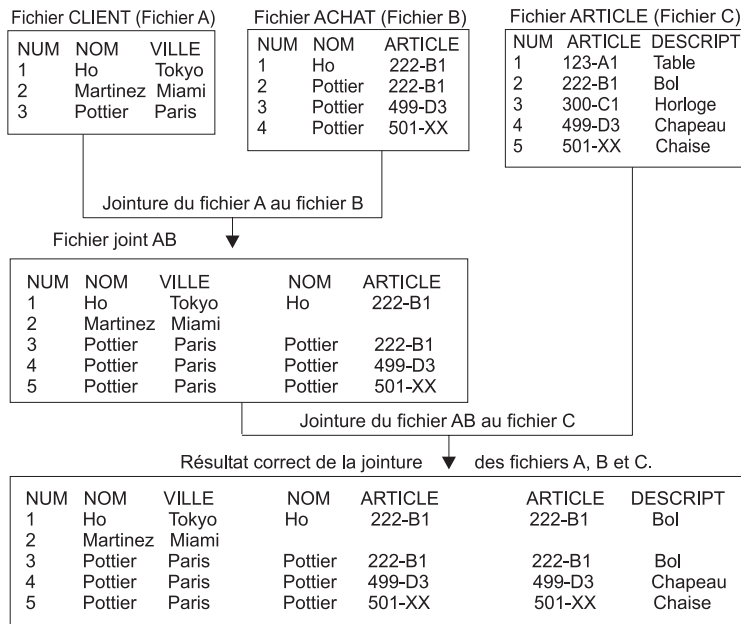 Fichier CLIENT (Fichier A)
NUM NOM VILLE
1 Ho Tokyo
2 Martinez Miami
3 Pottier Paris
Fichier ACHAT (Fichier B)
NUM NOM ARTICLE
1 Ho 222-B1
2 Pottier 222-B1
3 Pottier 499-D3
4 Pottier 501-XX
Fichier ARTICLE (Fichier C)
NUM ARTICLE DESCRIPT
1 123-A1 Table
2 222-B1 Bol
3 300-C1 Horloge
4 499-D3 Chapeau
5 501-XX Chaise
Jointure du fichier A au fichier B
Fichier joint AB
NUM NOM VILLE NOM ARTICLE
1 Ho Tokyo Ho 222-B1
2 Martinez Miami
3 Pottier Paris Pottier 222-B1
4 Pottier Paris Pottier 499-D3
5 Pottier Paris Pottier 501-XX
Jointure du fichier AB au fichier C
Résultat correct de la jointure des fichiers A, B et C.
NUM NOM VILLE NOM ARTICLE ARTICLE DESCRIPT
1 Ho Tokyo Ho 222-B1 222-B1 Bol
2 Martinez Miami
3 Pottier Paris Pottier 222-B1 222-B1 Bol
4 Pottier Paris Pottier 499-D3 499-D3 Chapeau
5 Pottier Paris Pottier 501-XX 501-XX Chaise